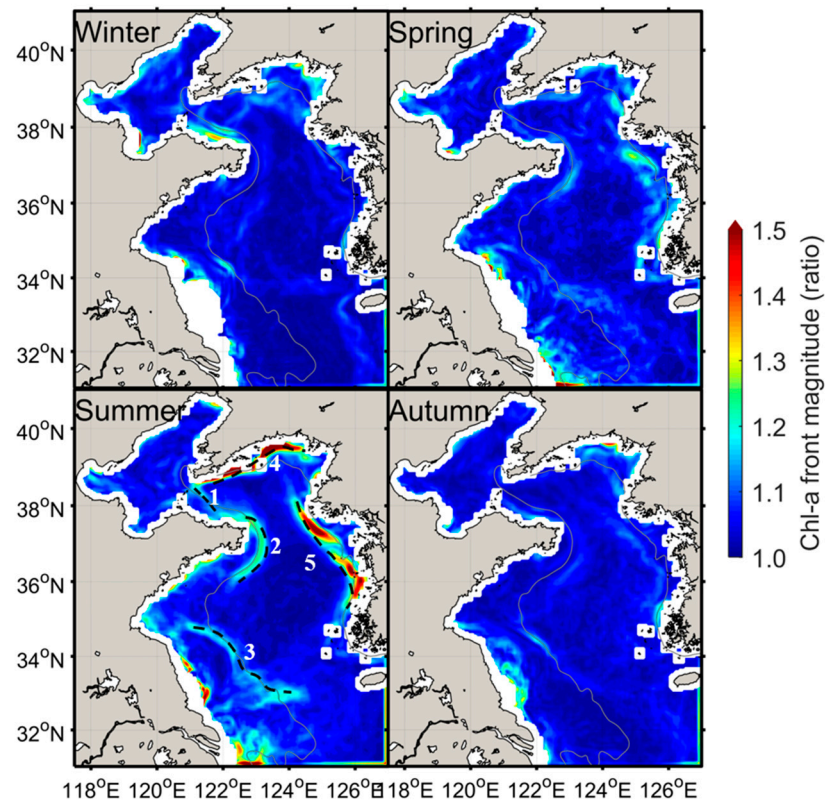 Winter
Spring
40°N
38°N
36°N
34°N
32°N
Summer
Autumn
40°N
38°N
36°N
34°N
32°N
1
2
3
4
5
118°E
120°E
122°E
124°E
126°E
118°E
120°E
122°E
124°E
126°E
1.5
1.4
1.3
1.2
1.1
1.0
Chl-a front magnitude (ratio)